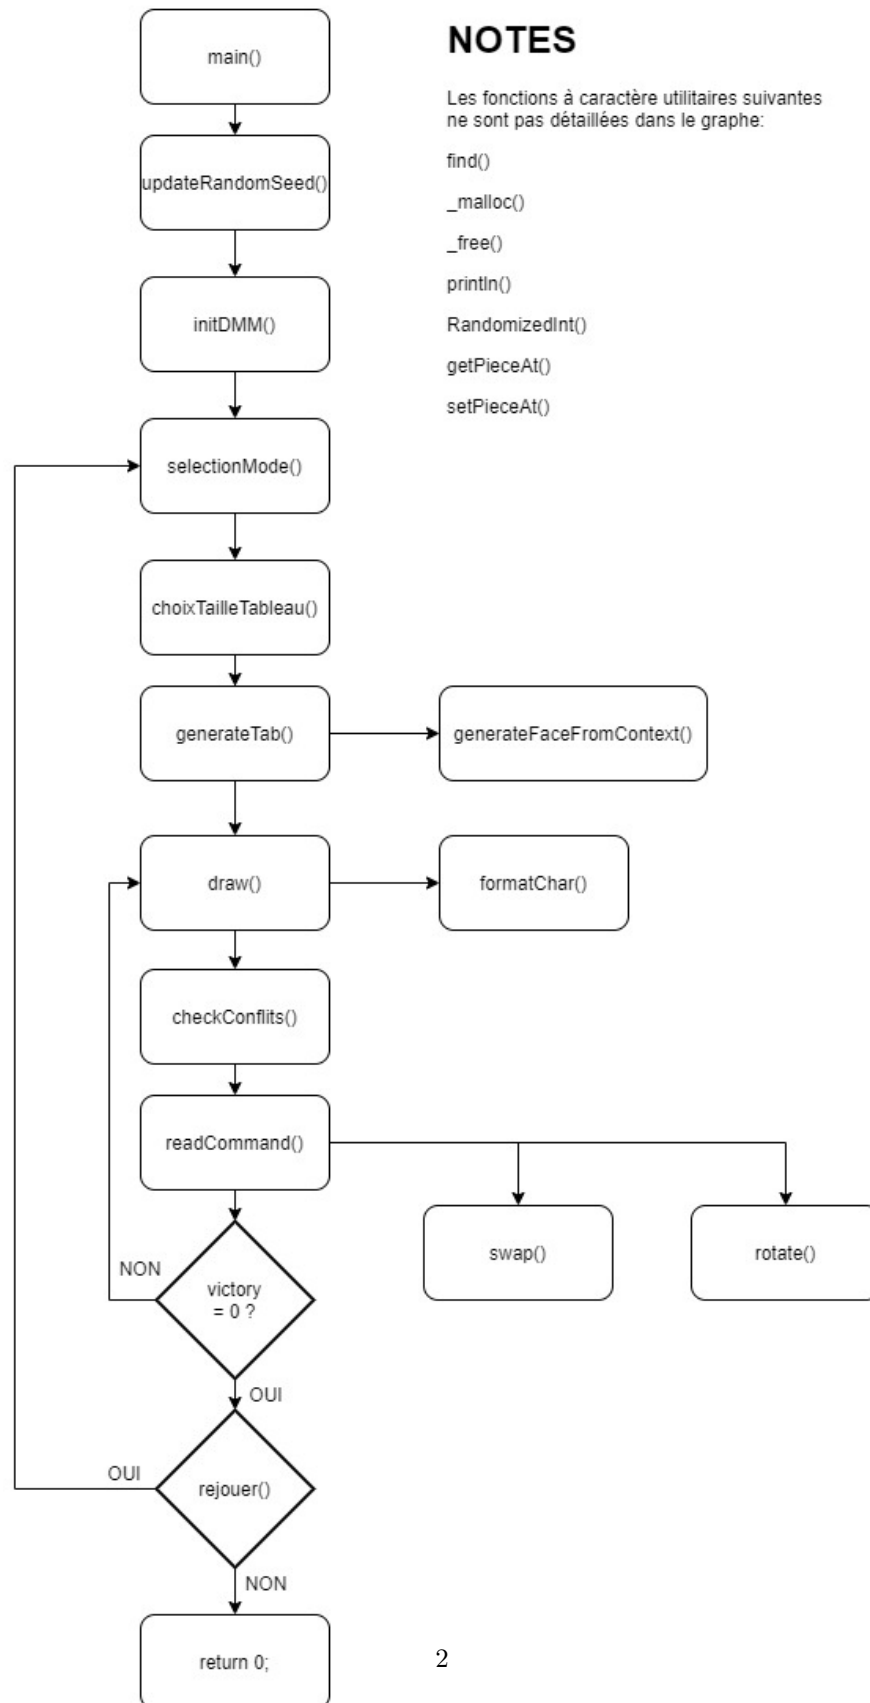 main()
NOTES
Les fonctions à caractère utilitaires suivantes
ne sont pas détaillées dans le graphe:
find()
_malloc()
_free()
println()
RandomizedInt()
getPieceAt()
setPieceAt()
updateRandomSeed()
initDMM()
selectionMode()
choixTailleTableau()
generateTab()
generateFaceFromContext()
draw()
formatChar()
checkConflits()
readCommand()
swap()
rotate()
NON
victory
= 0 ?
OUI
OUI
rejouer()
NON
return 0;
2